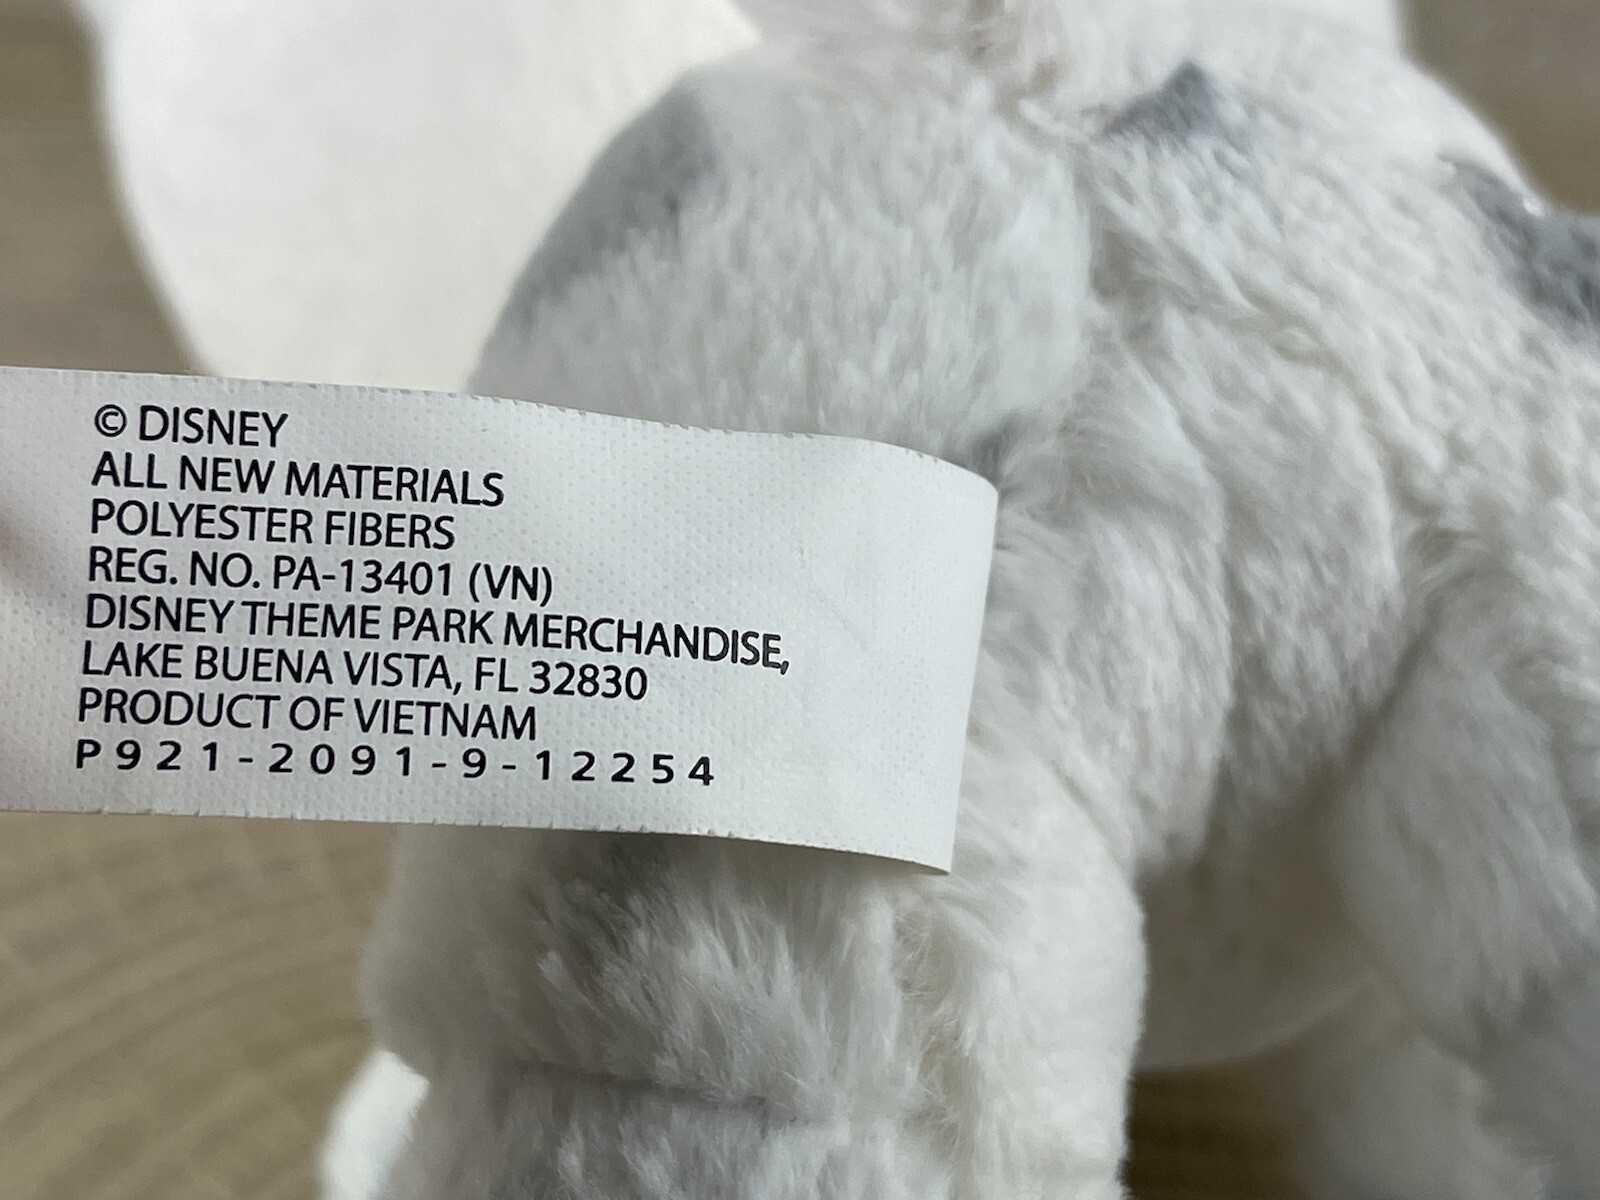 © DISNEY
ALL NEW MATERIALS
POLYESTER FIBERS
REG. NO. PA-13401 (VN)
DISNEY THEME PARK MERCHANDISE,
LAKE BUENA VISTA, FL 32830
PRODUCT OF VIETNAM
P921-2091-9-12254